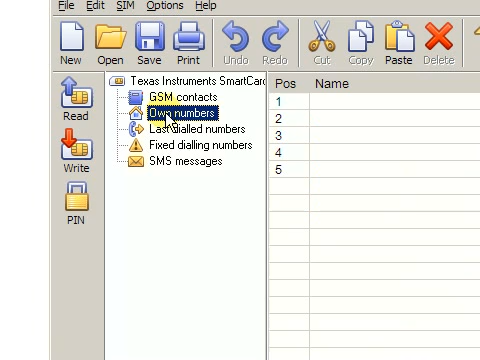 File Edit SIM Options Help
New Open Save Print Undo Redo Cut Copy Paste Delete
Read
Write
PIN
Texas Instruments SmartCard
GSM contacts
Own numbers
Last dialled numbers
Fixed dialling numbers
SMS messages
Pos Name
1
2
3
4
5